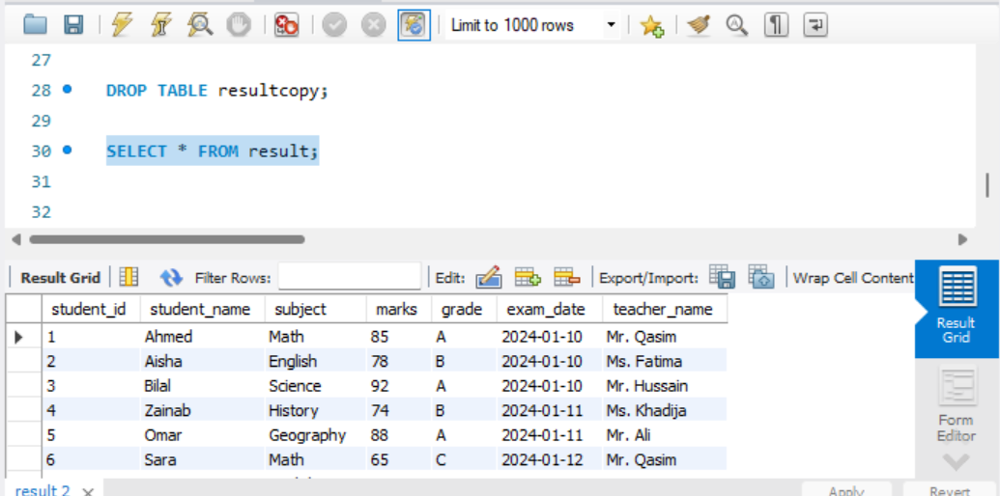 Limit to 1000 rows
27
28 DROP TABLE resultcopy;
29
30 SELECT * FROM result;
31
32
Result Grid Filter Rows: Edit: Export/Import: Wrap Cell Content
student_id student_name subject marks grade exam_date teacher_name
1 Ahmed Math 85 A 2024-01-10 Mr. Qasim
2 Aisha English 78 B 2024-01-10 Ms. Fatima
3 Bilal Science 92 A 2024-01-10 Mr. Hussain
4 Zainab History 74 B 2024-01-11 Ms. Khadija
5 Omar Geography 88 A 2024-01-11 Mr. Ali
6 Sara Math 65 C 2024-01-12 Mr. Qasim
Result
Grid
Form
Editor
result 2 Apply Revert